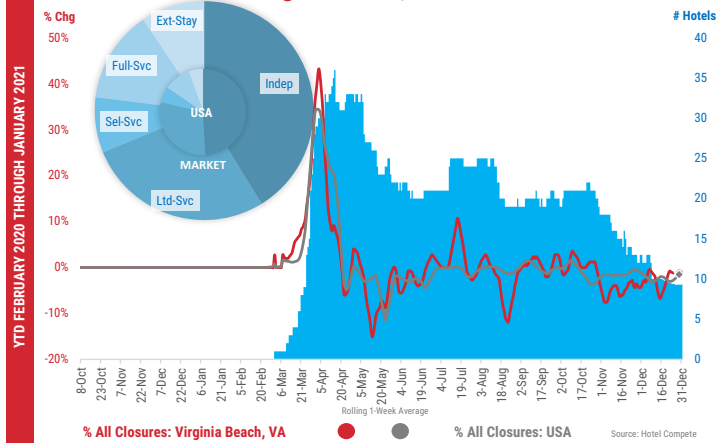 % Chg
# Hotels
YTD FEBRUARY 2020 THROUGH JANUARY 2021
50%
40%
30%
20%
10%
0%
-10%
-20%
40
35
30
25
20
15
10
5
0
Ext-Stay
Full-Svc
Indep
Sel-Svc
USA
MARKET
Ltd-Svc
8-Oct
23-Oct
7-Nov
22-Nov
7-Dec
22-Dec
6-Jan
21-Jan
5-Feb
20-Feb
6-Mar
21-Mar
5-Apr
20-Apr
5-May
20-May
4-Jun
19-Jun
4-Jul
19-Jul
3-Aug
18-Aug
2-Sep
17-Sep
2-Oct
17-Oct
1-Nov
16-Nov
1-Dec
16-Dec
31-Dec
Rolling 1-Week Average
% All Closures: Virginia Beach, VA
% All Closures: USA
Source: Hotel Compete